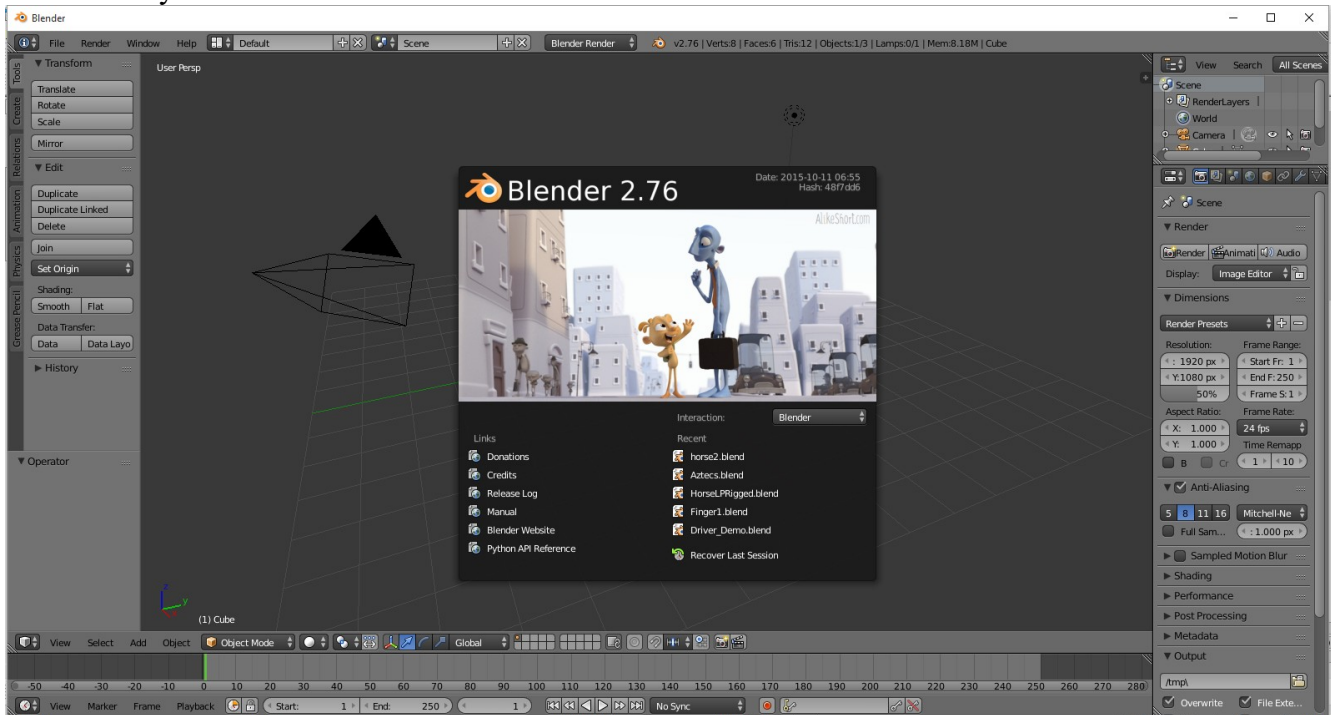 Blender
File Render Window Help Default Scene Blender Render v2.76 | Verts:8 | Faces:6 | Tris:12 | Objects:1/3 | Lamps:0/1 | Mem:8.18M | Cube
Tools
Create
Relations
Animation
Physics
Grease Pencil
Transform
Translate
Rotate
Scale
Mirror
Edit
Duplicate
Duplicate Linked
Delete
Join
Set Origin
Shading:
Smooth Flat
Data Transfer:
Data Data Layo
History
Operator
User Persp
Blender 2.76
Date: 2015-10-11 06:55
Hash: 48f7dd6
AlikeShort.com
Interaction: Blender
Links
Donations
Credits
Release Log
Manual
Blender Website
Python API Reference
Recent
horse2.blend
Aztecs.blend
HorseLPRigged.blend
Finger1.blend
Driver_Demo.blend
Recover Last Session
z
y
(1) Cube
View Search All Scenes
Scene
RenderLayers |
World
Camera |
Scene
Render
Render Animati Audio
Display: Image Editor
Dimensions
Render Presets
Resolution: Frame Range:
: 1920 px Start Fr: 1
Y:1080 px End F: 250
50% Frame S: 1
Aspect Ratio: Frame Rate:
X: 1.000 24 fps
Y: 1.000 Time Remapp
B Cr 1 10
Anti-Aliasing
5 8 11 16 Mitchell-Ne
Full Sam... : 1.000 px
Sampled Motion Blur
Shading
Performance
Post Processing
Metadata
Output
/tmp\
Overwrite File Exte...
View Select Add Object Object Mode Global
-50 -40 -30 -20 -10 0 10 20 30 40 50 60 70 80 90 100 110 120 130 140 150 160 170 180 190 200 210 220 230 240 250 260 270 280
View Marker Frame Playback Start: 1 End: 250 1 No Sync